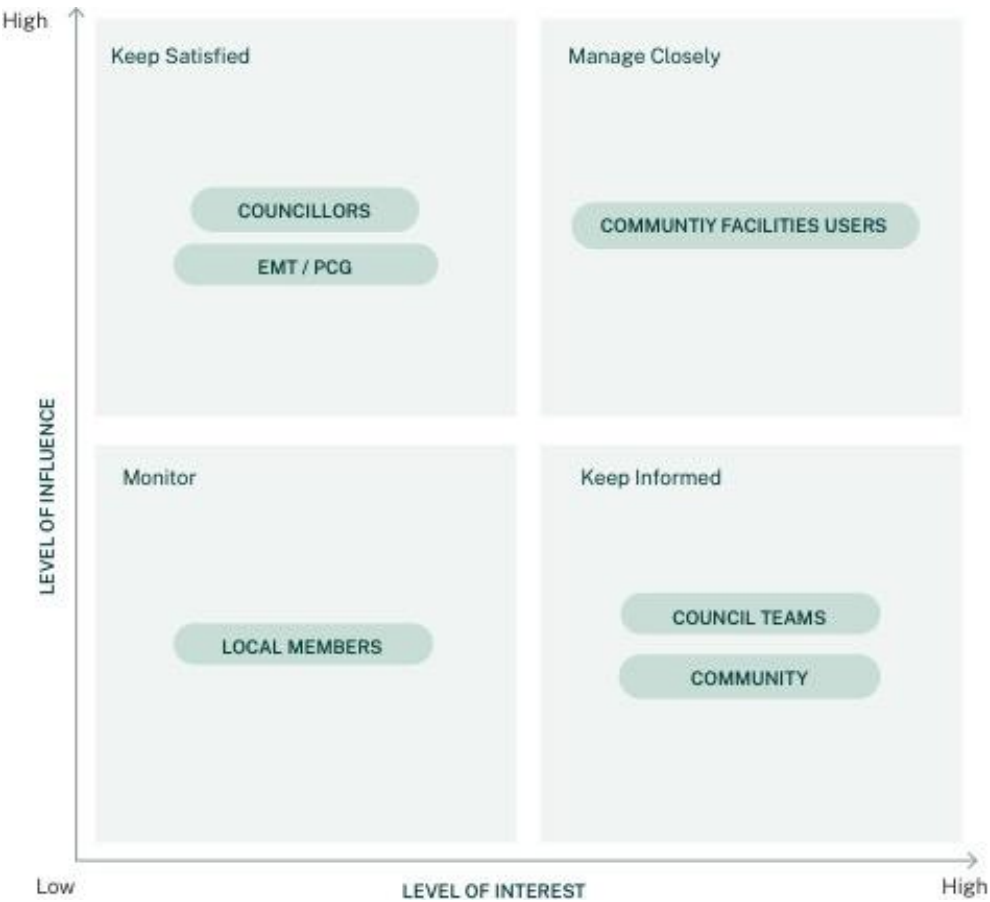 High
Keep Satisfied
Manage Closely
COUNCILLORS
COMMUNTIY FACILITIES USERS
EMT / PCG
LEVEL OF INFLUENCE
Monitor
Keep Informed
COUNCIL TEAMS
LOCAL MEMBERS
COMMUNITY
Low
LEVEL OF INTEREST
High